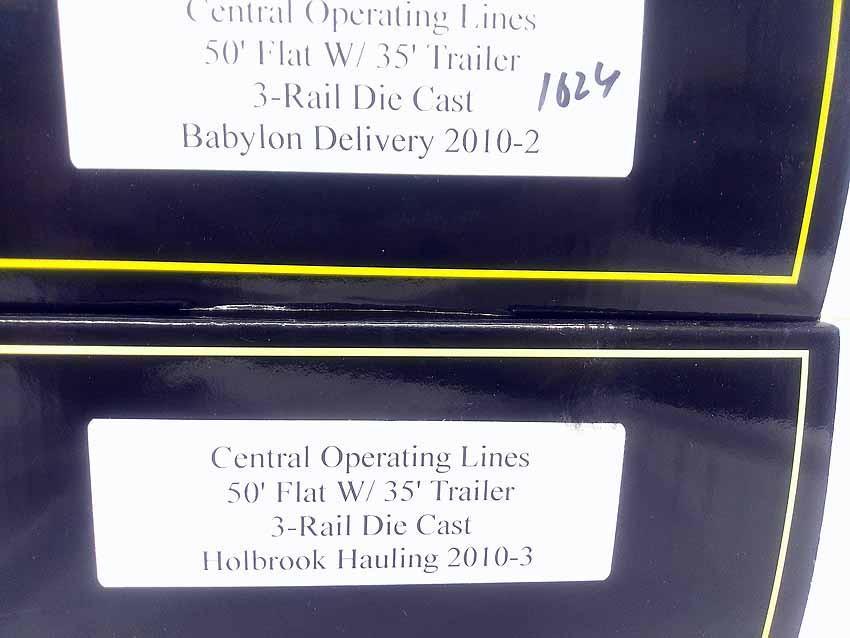 Central Operating Lines
50' Flat W/ 35' Trailer
3-Rail Die Cast
1624
Babylon Delivery 2010-2
Central Operating Lines
50' Flat W/ 35' Trailer
3-Rail Die Cast
Holbrook Hauling 2010-3